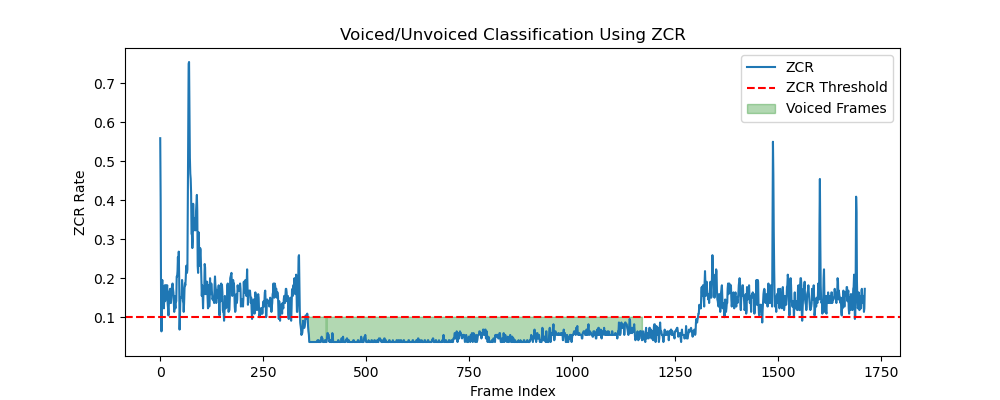 Voiced/Unvoiced Classification Using ZCR
ZCR
ZCR Threshold
Voiced Frames
ZCR Rate
0.7
0.6
0.5
0.4
0.3
0.2
0.1
0 250 500 750 1000 1250 1500 1750
Frame Index